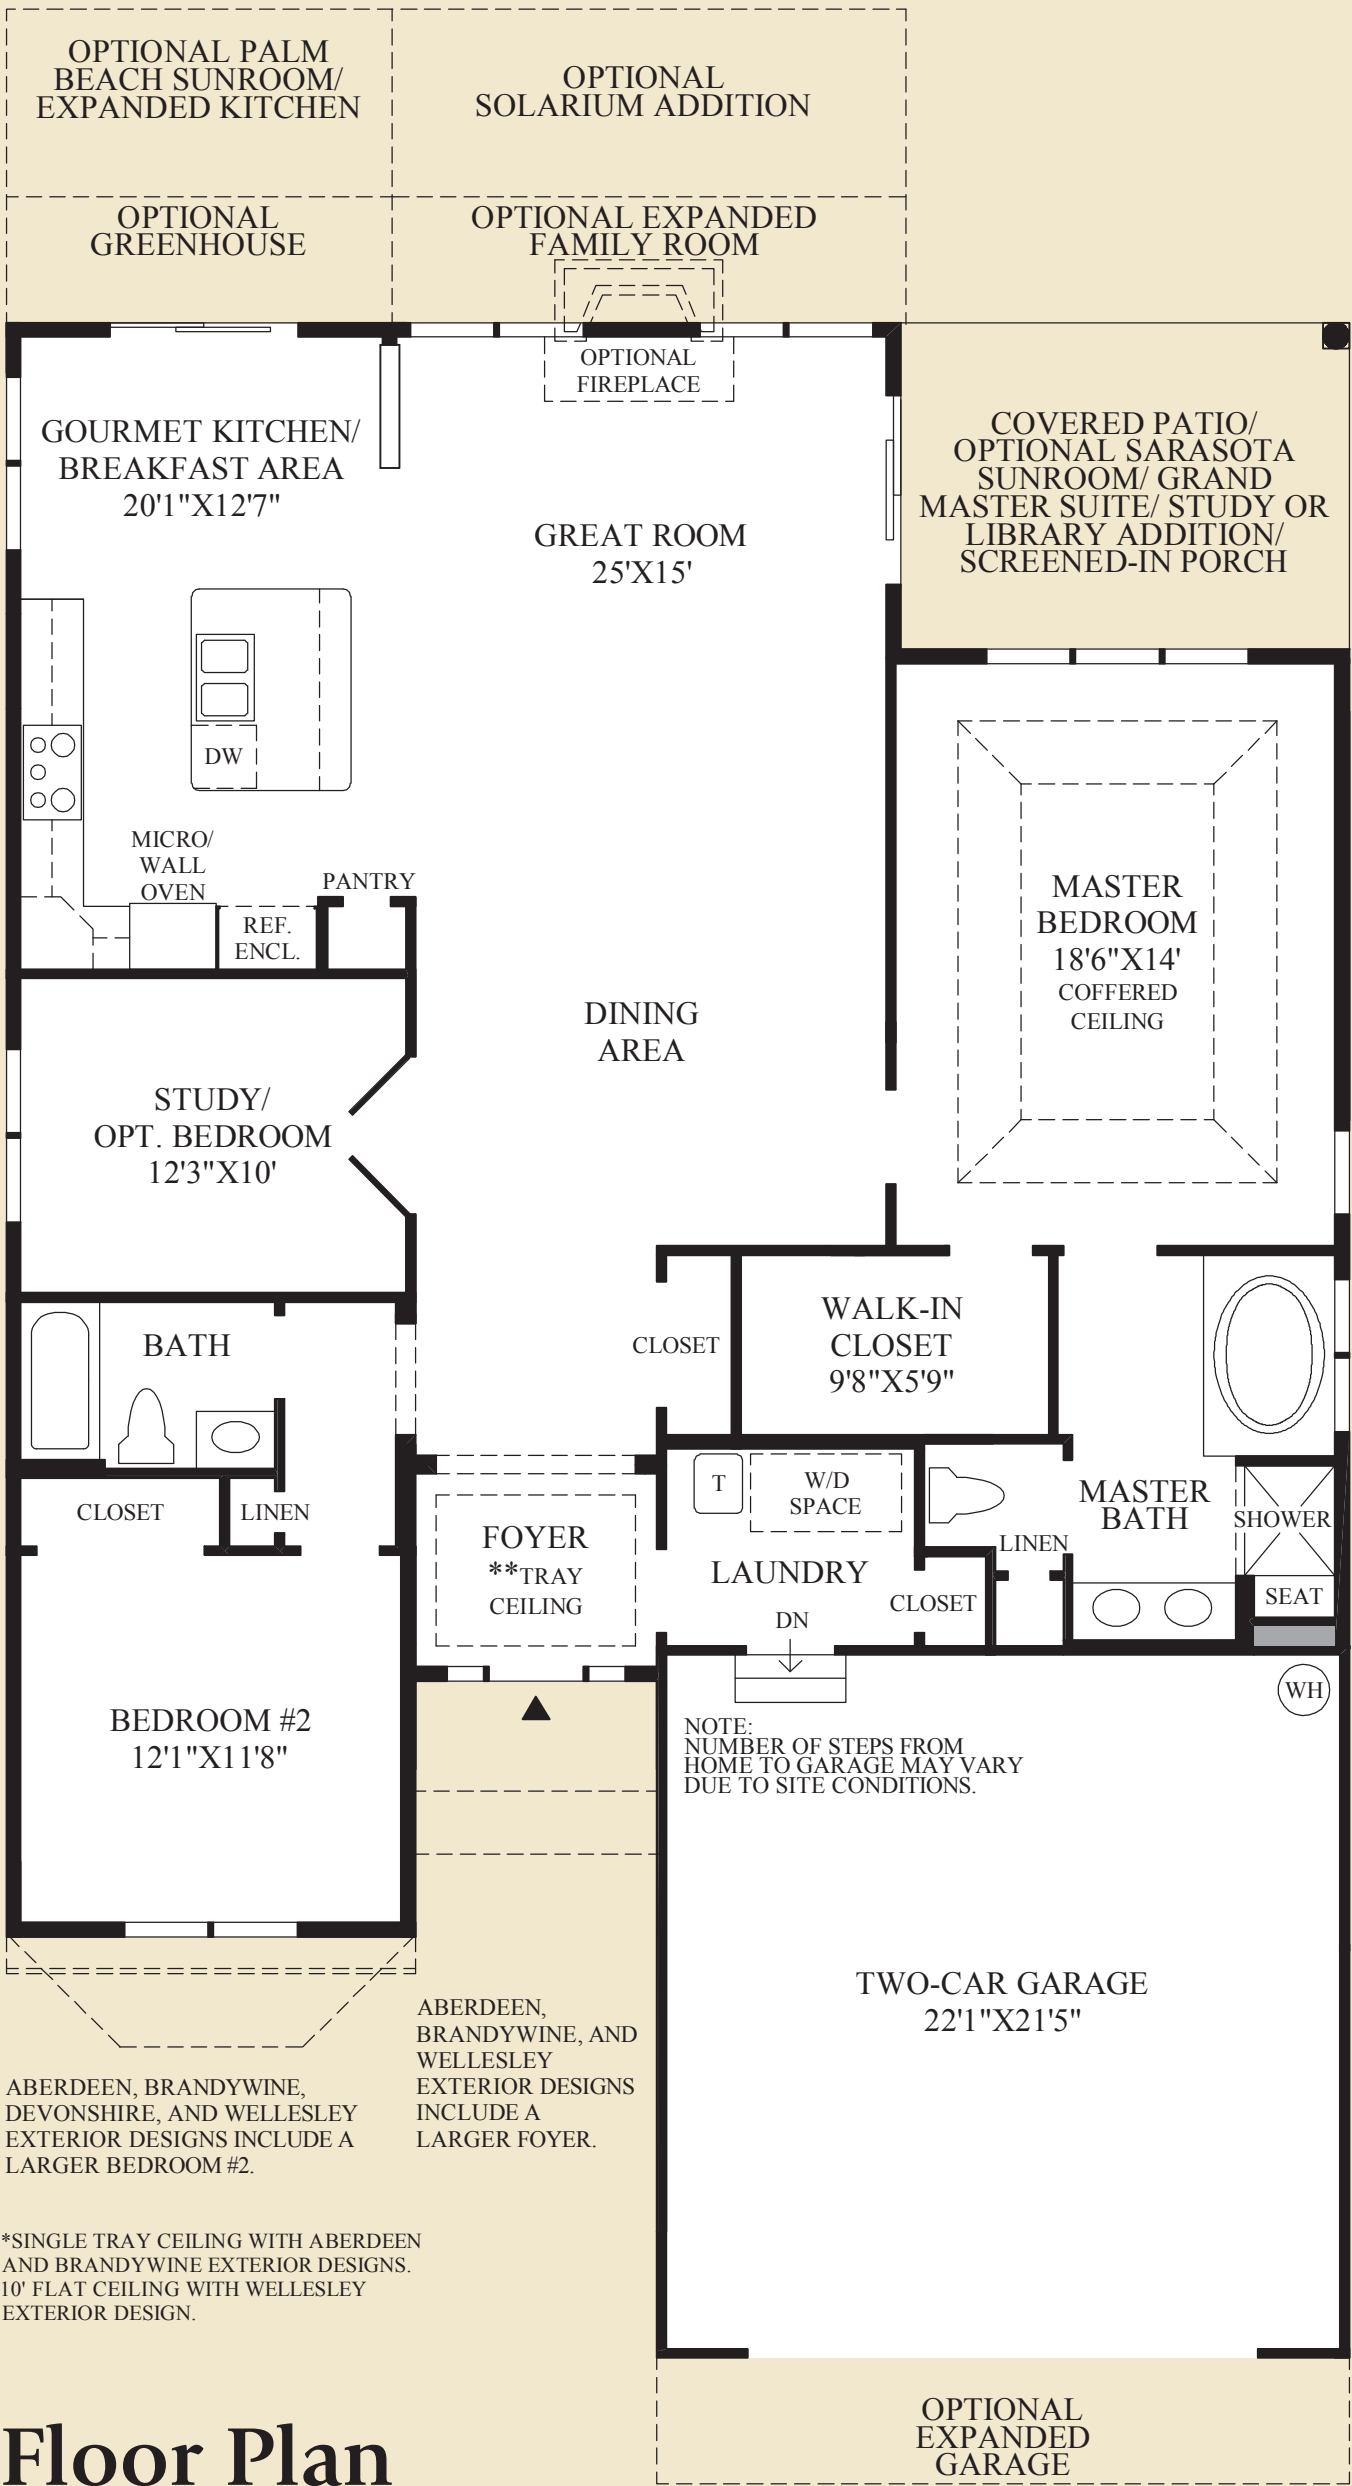 OPTIONAL PALM
BEACH SUNROOM/
EXPANDED KITCHEN
OPTIONAL
SOLARIUM ADDITION
OPTIONAL
GREENHOUSE
OPTIONAL EXPANDED
FAMILY ROOM
OPTIONAL
FIREPLACE
GOURMET KITCHEN/
BREAKFAST AREA
20'1"X12'7"
GREAT ROOM
25'X15'
COVERED PATIO/
OPTIONAL SARASOTA
SUNROOM/ GRAND
MASTER SUITE/ STUDY OR
LIBRARY ADDITION/
SCREENED-IN PORCH
DW
MICRO/
WALL
OVEN
REF.
ENCL.
PANTRY
MASTER
BEDROOM
18'6"X14'
COFFERED
CEILING
DINING
AREA
STUDY/
OPT. BEDROOM
12'3"X10'
BATH
CLOSET
WALK-IN
CLOSET
9'8"X5'9"
CLOSET
LINEN
FOYER
**TRAY
CEILING
T
W/D
SPACE
LAUNDRY
DN
CLOSET
LINEN
MASTER
BATH
SHOWER
SEAT
WH
BEDROOM #2
12'1"X11'8"
NOTE:
NUMBER OF STEPS FROM
HOME TO GARAGE MAY VARY
DUE TO SITE CONDITIONS.
TWO-CAR GARAGE
22'1"X21'5"
ABERDEEN,
BRANDYWINE, AND
WELLESLEY
EXTERIOR DESIGNS
INCLUDE A
LARGER FOYER.
ABERDEEN, BRANDYWINE,
DEVONSHIRE, AND WELLESLEY
EXTERIOR DESIGNS INCLUDE A
LARGER BEDROOM #2.
*SINGLE TRAY CEILING WITH ABERDEEN
AND BRANDYWINE EXTERIOR DESIGNS.
10' FLAT CEILING WITH WELLESLEY
EXTERIOR DESIGN.
OPTIONAL
EXPANDED
GARAGE
Floor Plan